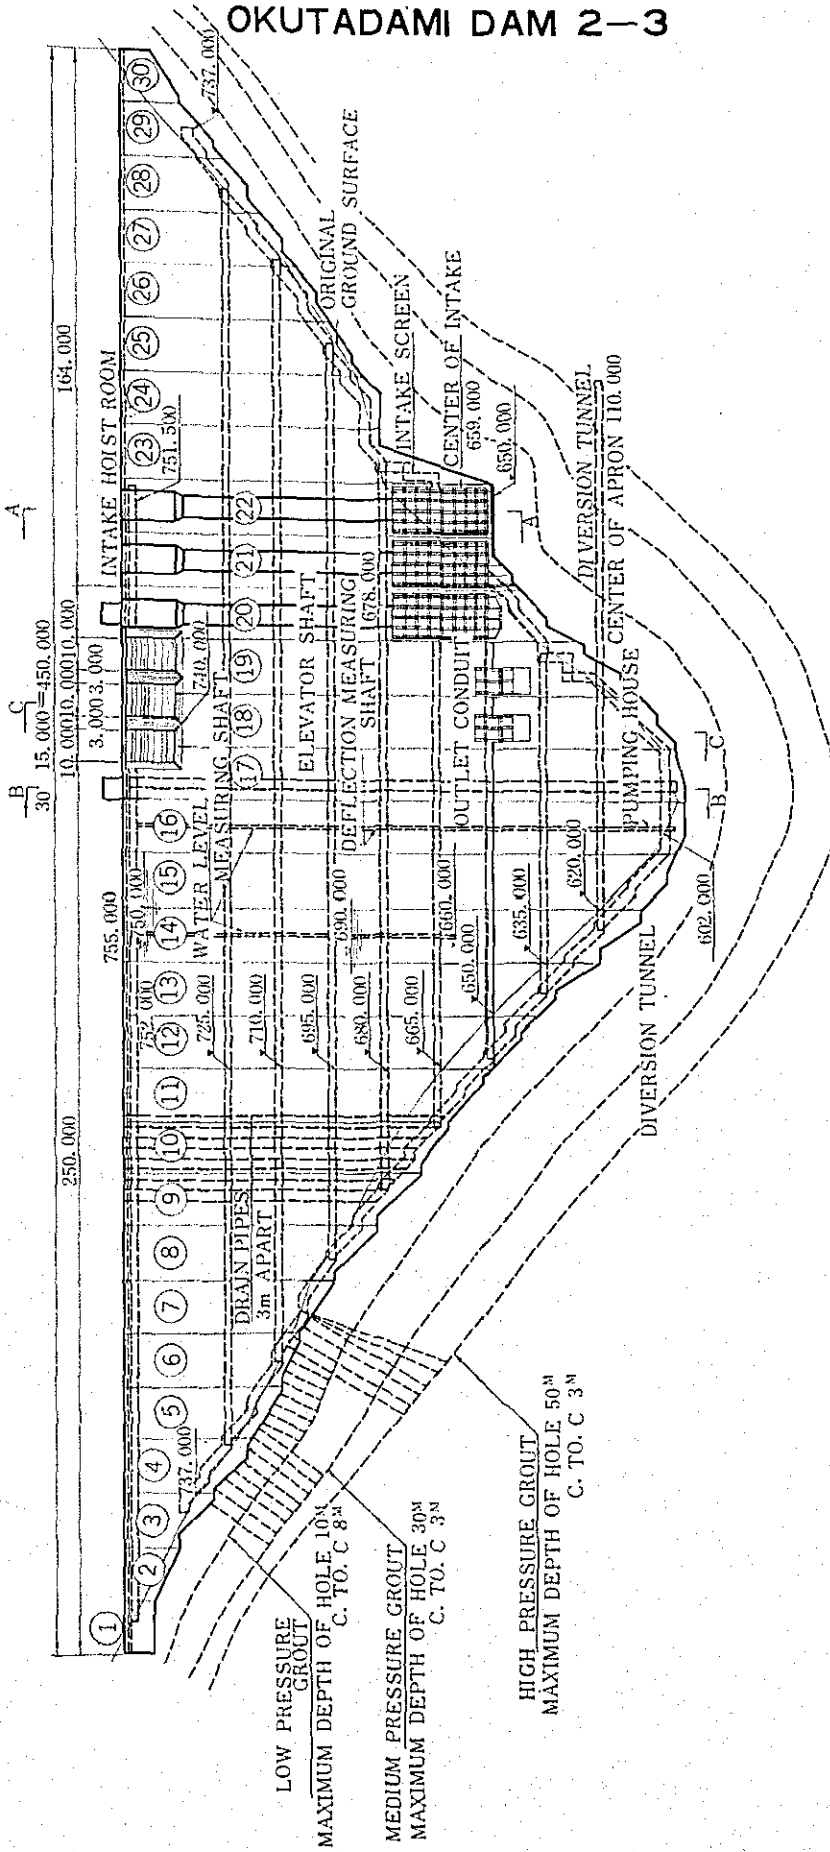 OKUTADAMI DAM 2—3
30 15.000=450.000
250.000
10.000
10.000
10.000
164.000
3.000
3.000
A
B
C
755.000
INTAKE HOIST ROOM
752.000
750.000
751.500
①
②
③
④
⑤
⑥
⑦
⑧
⑨
⑩
⑪
⑫
⑬
⑭
⑮
⑯
⑰
⑱
⑲
⑳
㉑
㉒
㉓
㉔
㉕
㉖
㉗
㉘
㉙
㉚
737.000
737.000
740.000
WATER LEVEL
MEASURING SHAFT
725.000
710.000
695.000
690.000
680.000
665.000
660.000
650.000
635.000
620.000
602.000
DRAIN PIPES
3m APART
ELEVATOR SHAFT
DEFLECTION MEASURING
SHAFT
678.000
OUTLET CONDUIT
ORIGINAL
GROUND SURFACE
INTAKE SCREEN
CENTER OF INTAKE
659.000
650.000
A
DIVERSION TUNNEL
CENTER OF APRON 110.000
PUMPING HOUSE
B
C
DIVERSION TUNNEL
LOW PRESSURE
GROUT
MAXIMUM DEPTH OF HOLE 10M
C. TO. C 8M
MEDIUM PRESSURE GROUT
MAXIMUM DEPTH OF HOLE 30M
C. TO. C 3M
HIGH PRESSURE GROUT
MAXIMUM DEPTH OF HOLE 50M
C. TO. C 3M